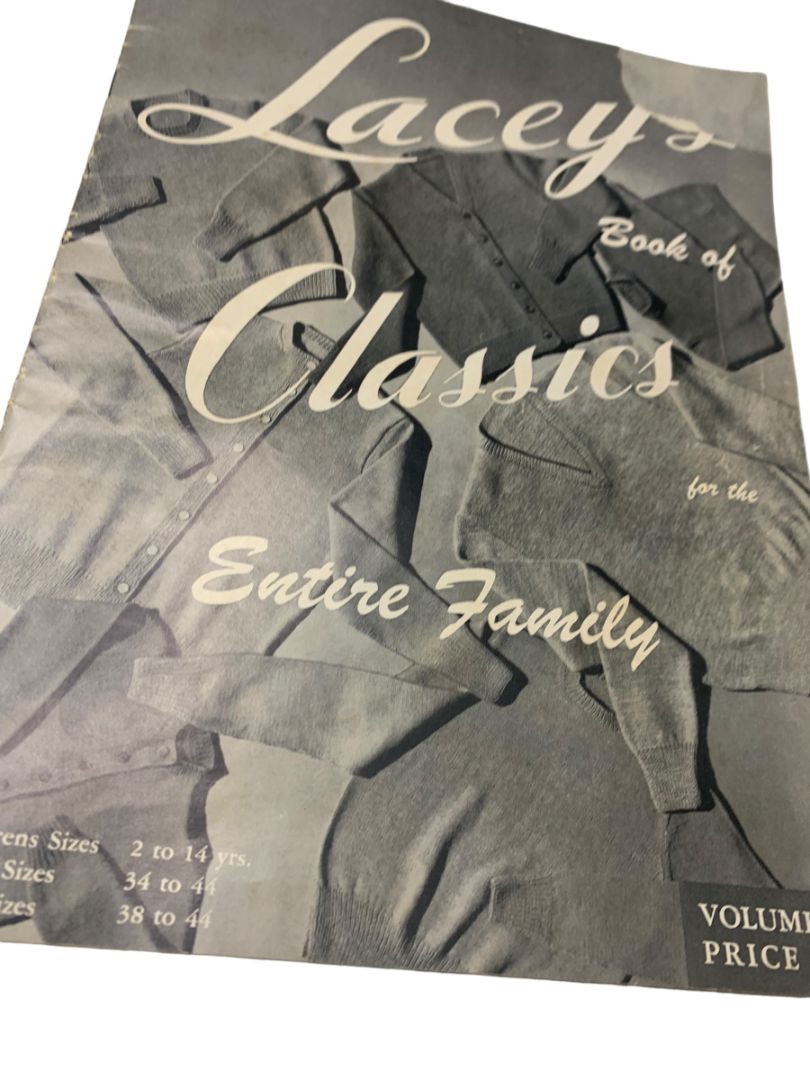 Laceys
Book of
Classics
for the
Entire Family
rens Sizes 2 to 14 yrs.
Sizes 34 to 44
izes 38 to 44
VOLUM
PRICE